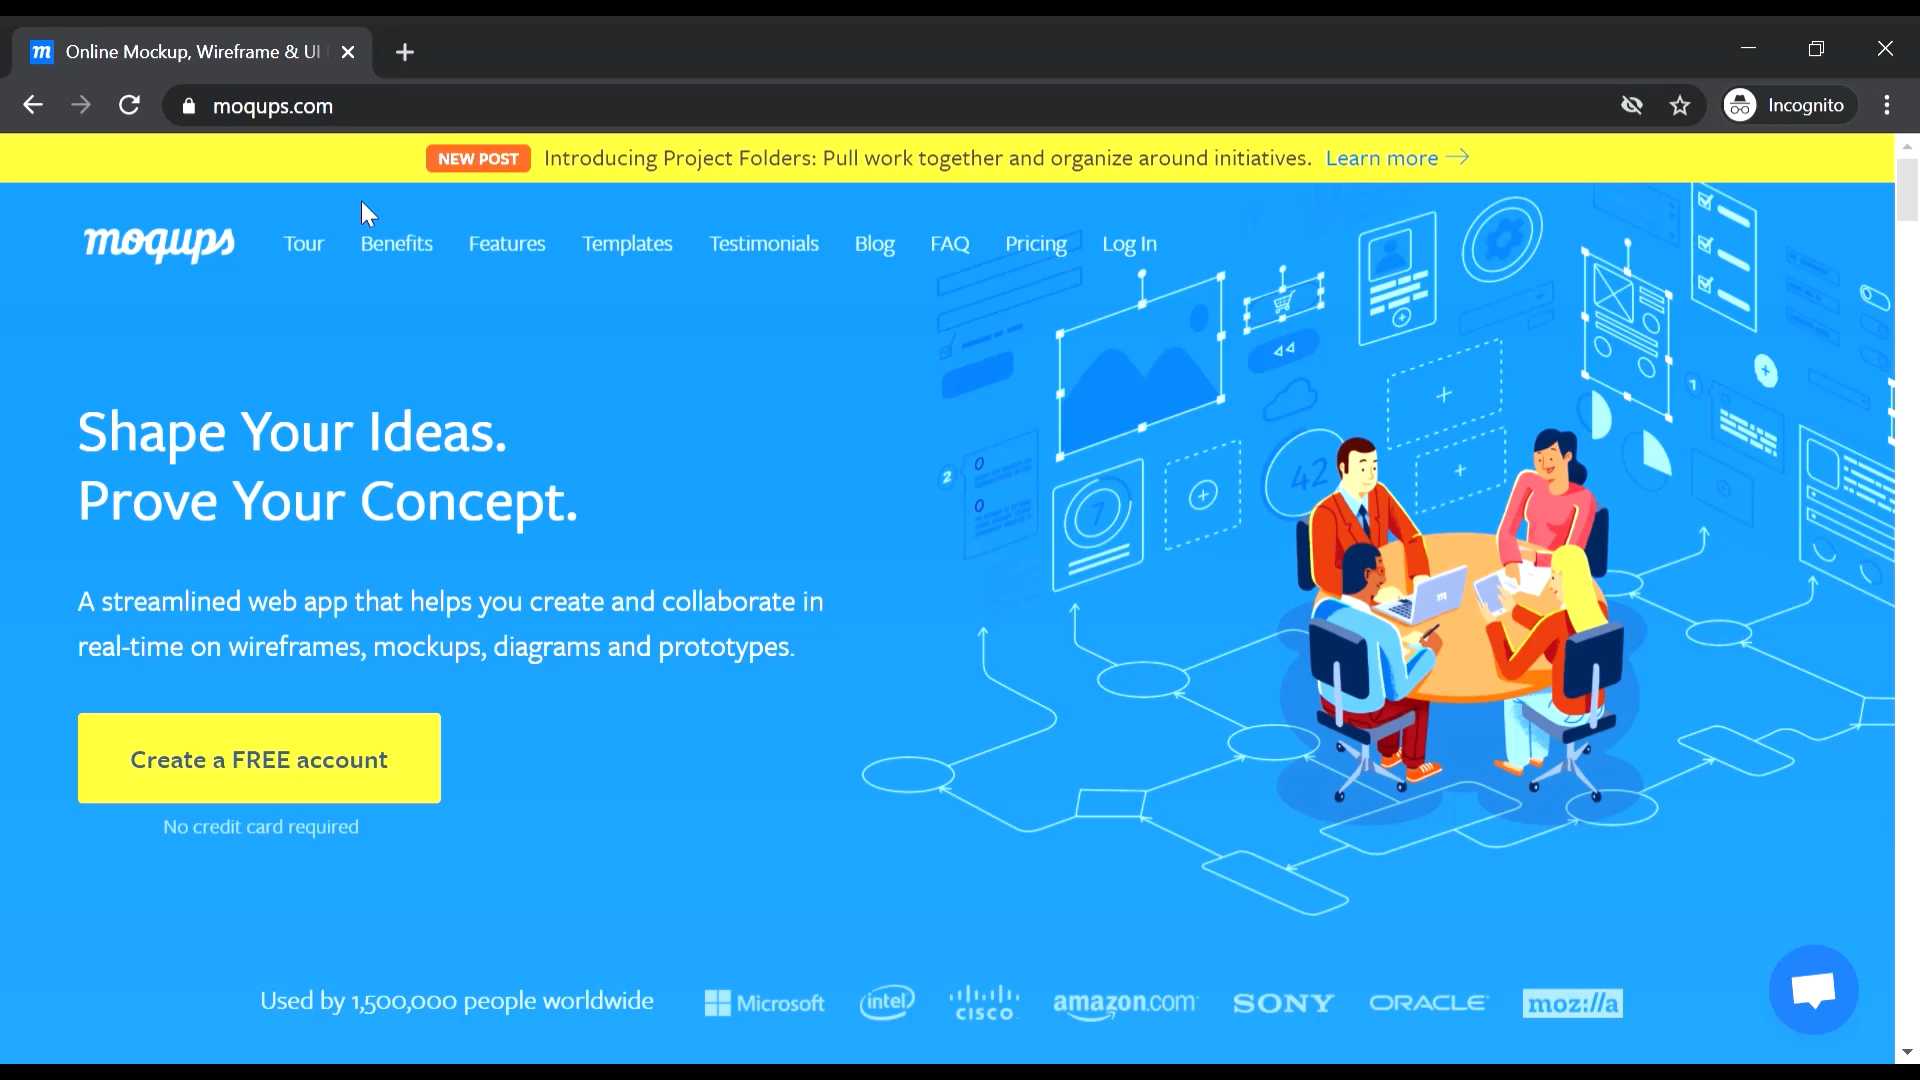 Online Mockup, Wireframe & UI
moqups.com
Incognito
NEW POST Introducing Project Folders: Pull work together and organize around initiatives. Learn more
moqups Tour Benefits Features Templates Testimonials Blog FAQ Pricing Log In
Shape Your Ideas.
Prove Your Concept.
A streamlined web app that helps you create and collaborate in
real-time on wireframes, mockups, diagrams and prototypes.
Create a FREE account
No credit card required
42
7
2
1
Used by 1,500,000 people worldwide Microsoft intel CISCO amazon.com SONY ORACLE moz://a